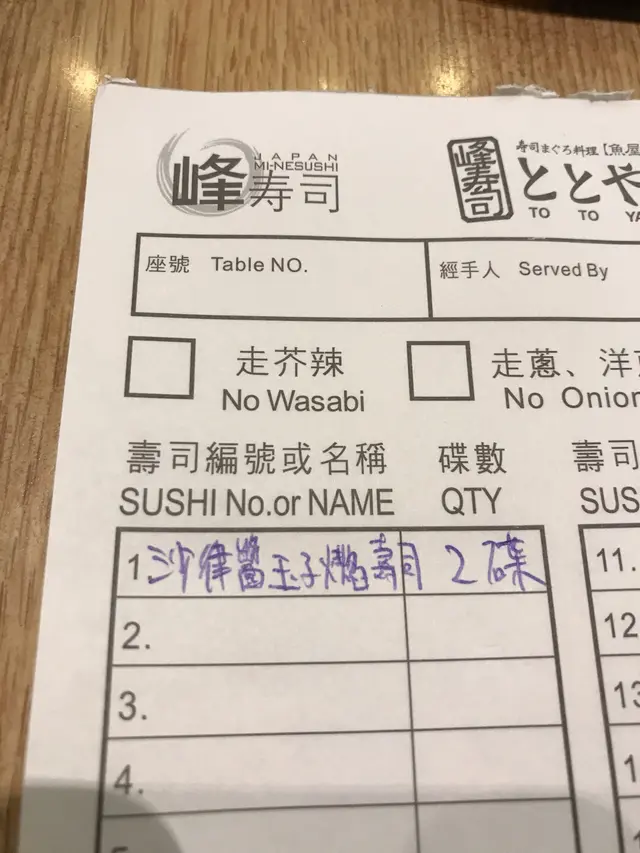 峰寿司
JAPAN
MI-NESUSHI
峰寿司
寿司まぐろ料理【魚屋
ととや
TO TO YA
座號 Table NO.
經手人 Served By
走芥辣
No Wasabi
走蔥、洋
No Onion
壽司編號或名稱
SUSHI No.or NAME
碟數
QTY
壽司
SUS
1 沙律醬玉子燉壽司 2碟
2.
3.
4.
11.
12
13
1